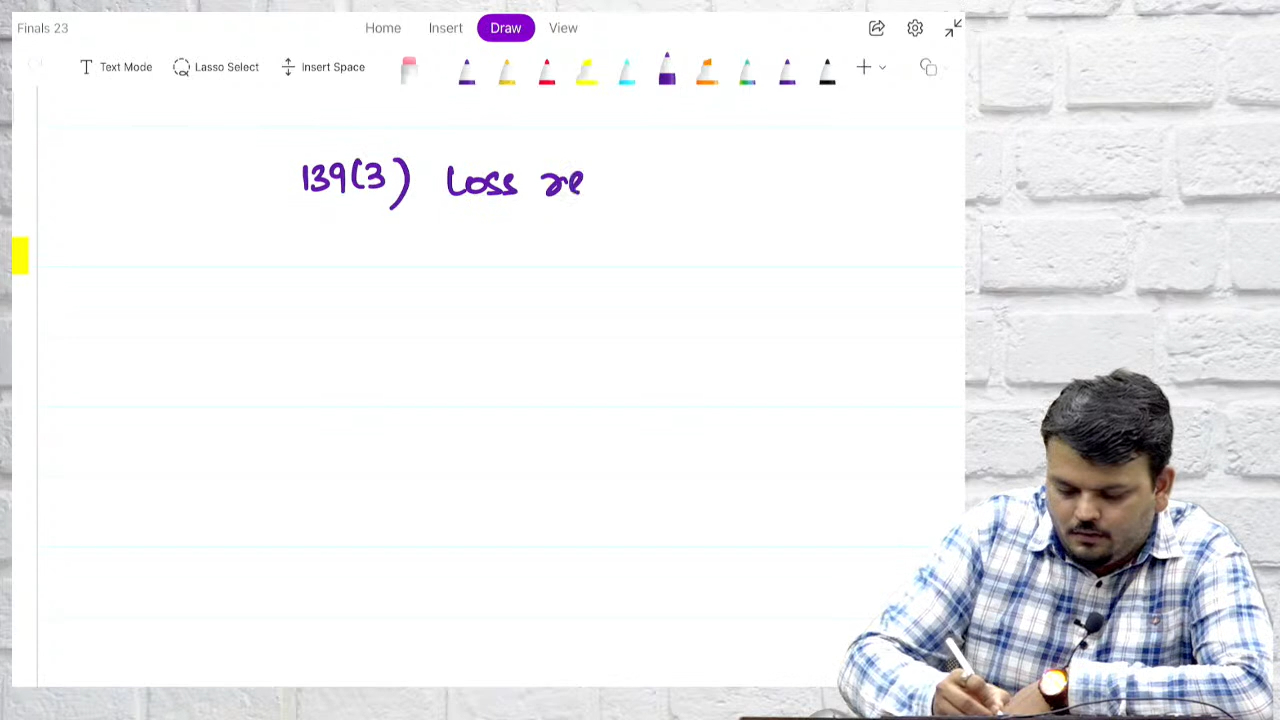 Finals 23
Home Insert Draw View
Text Mode Lasso Select Insert Space
139(3) Loss re